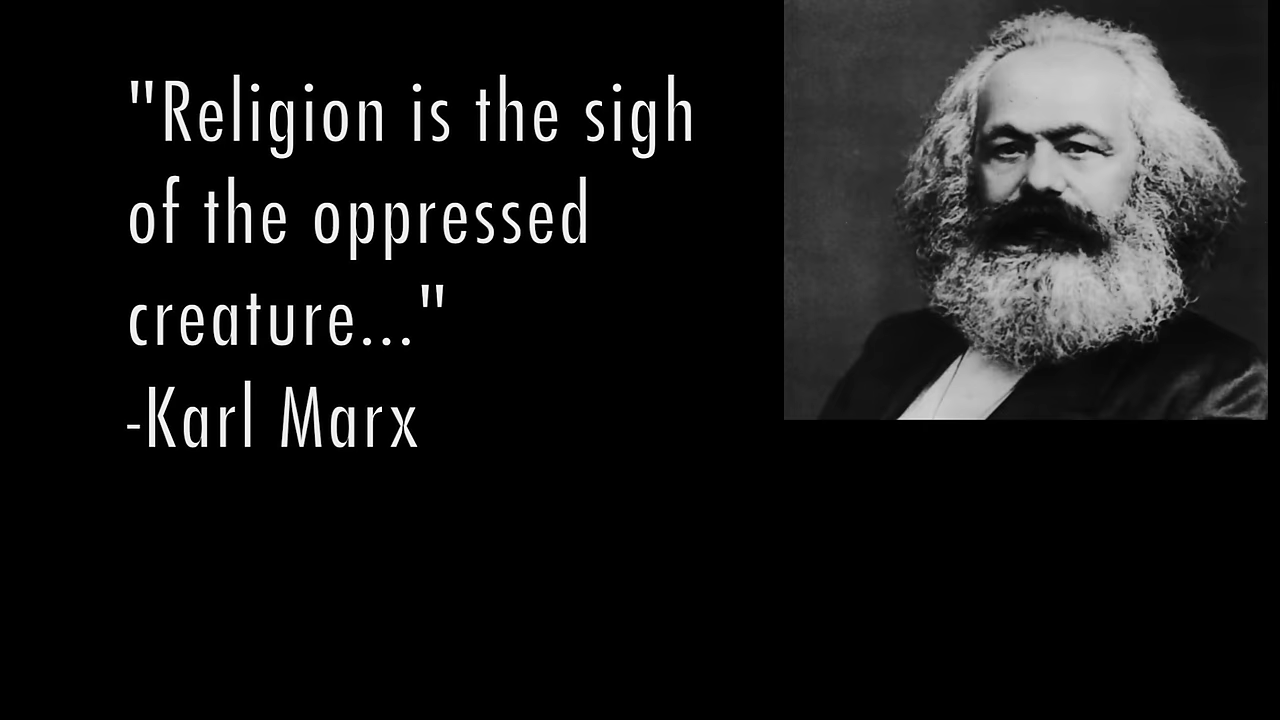 "Religion is the sigh
of the oppressed
creature..."
-Karl Marx